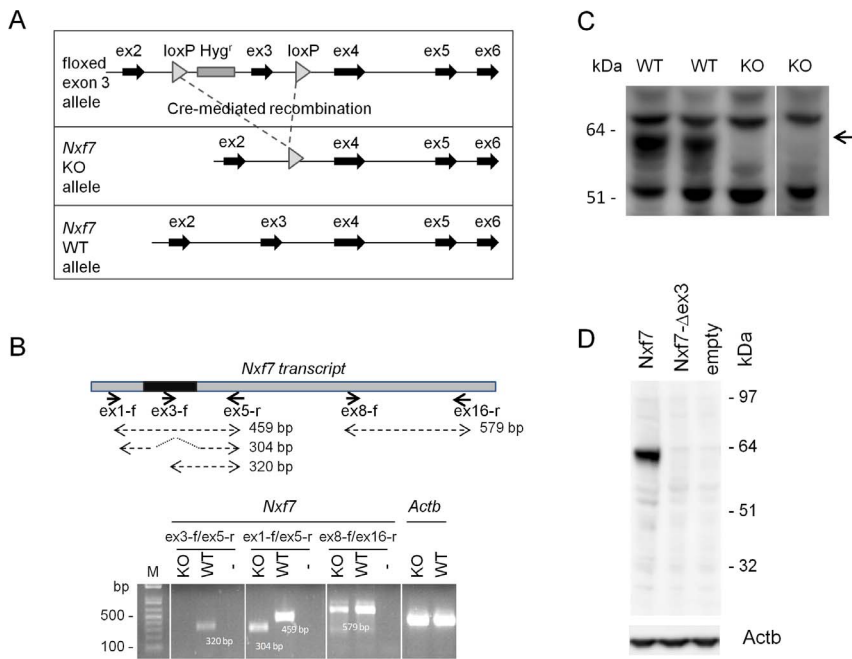 A
ex2 loxP Hygr ex3 loxP ex4 ex5 ex6
floxed
exon 3
allele
Cre-mediated recombination
Nxf7
KO
allele
ex2 ex4 ex5 ex6
Nxf7
WT
allele
ex2 ex3 ex4 ex5 ex6
B
Nxf7 transcript
ex1-f ex3-f ex5-r ex8-f ex16-r
459 bp 579 bp
304 bp
320 bp
Nxf7 Actb
ex3-f/ex5-r ex1-f/ex5-r ex8-f/ex16-r
M KO WT - KO WT - KO WT - KO WT
bp
500 -
100 -
320 bp 304 bp 459 bp 579 bp
C
kDa WT WT KO KO
64 -
51 -
D
Nxf7 Nxf7-Δex3 empty kDa
- 97
- 64
- 51
- 32
Actb